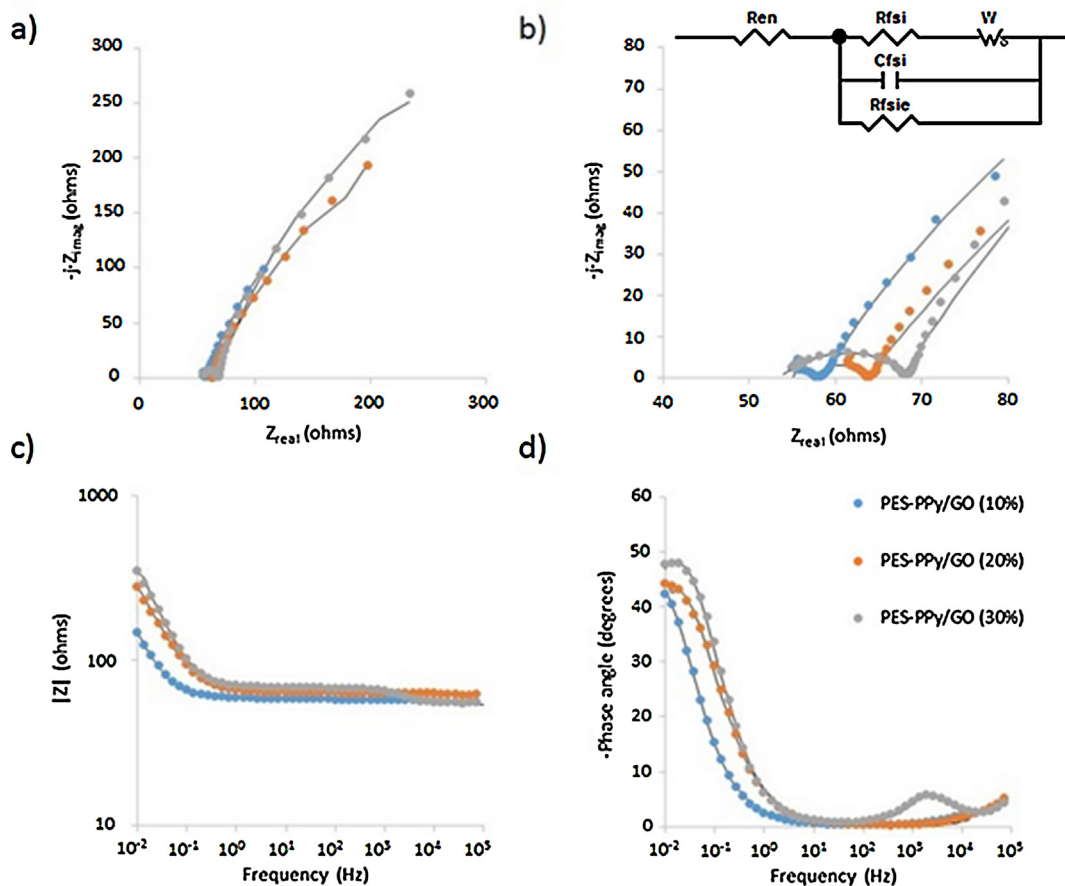 a)
300
250
200
150
100
50
0
-j·Zimag (ohms)
0 100 200 300
Zreal (ohms)
b)
80
70
60
50
40
30
20
10
0
-j·Zimag (ohms)
40 50 60 70 80
Zreal (ohms)
Ren
Rfsi
W
s
Cfsi
Rfsie
c)
1000
100
10
|Z| (ohms)
10⁻² 10⁻¹ 10⁰ 10¹ 10² 10³ 10⁴ 10⁵
Frequency (Hz)
d)
60
50
40
30
20
10
0
-Phase angle (degrees)
10⁻² 10⁻¹ 10⁰ 10¹ 10² 10³ 10⁴ 10⁵
Frequency (Hz)
PES-PPy/GO (10%)
PES-PPy/GO (20%)
PES-PPy/GO (30%)